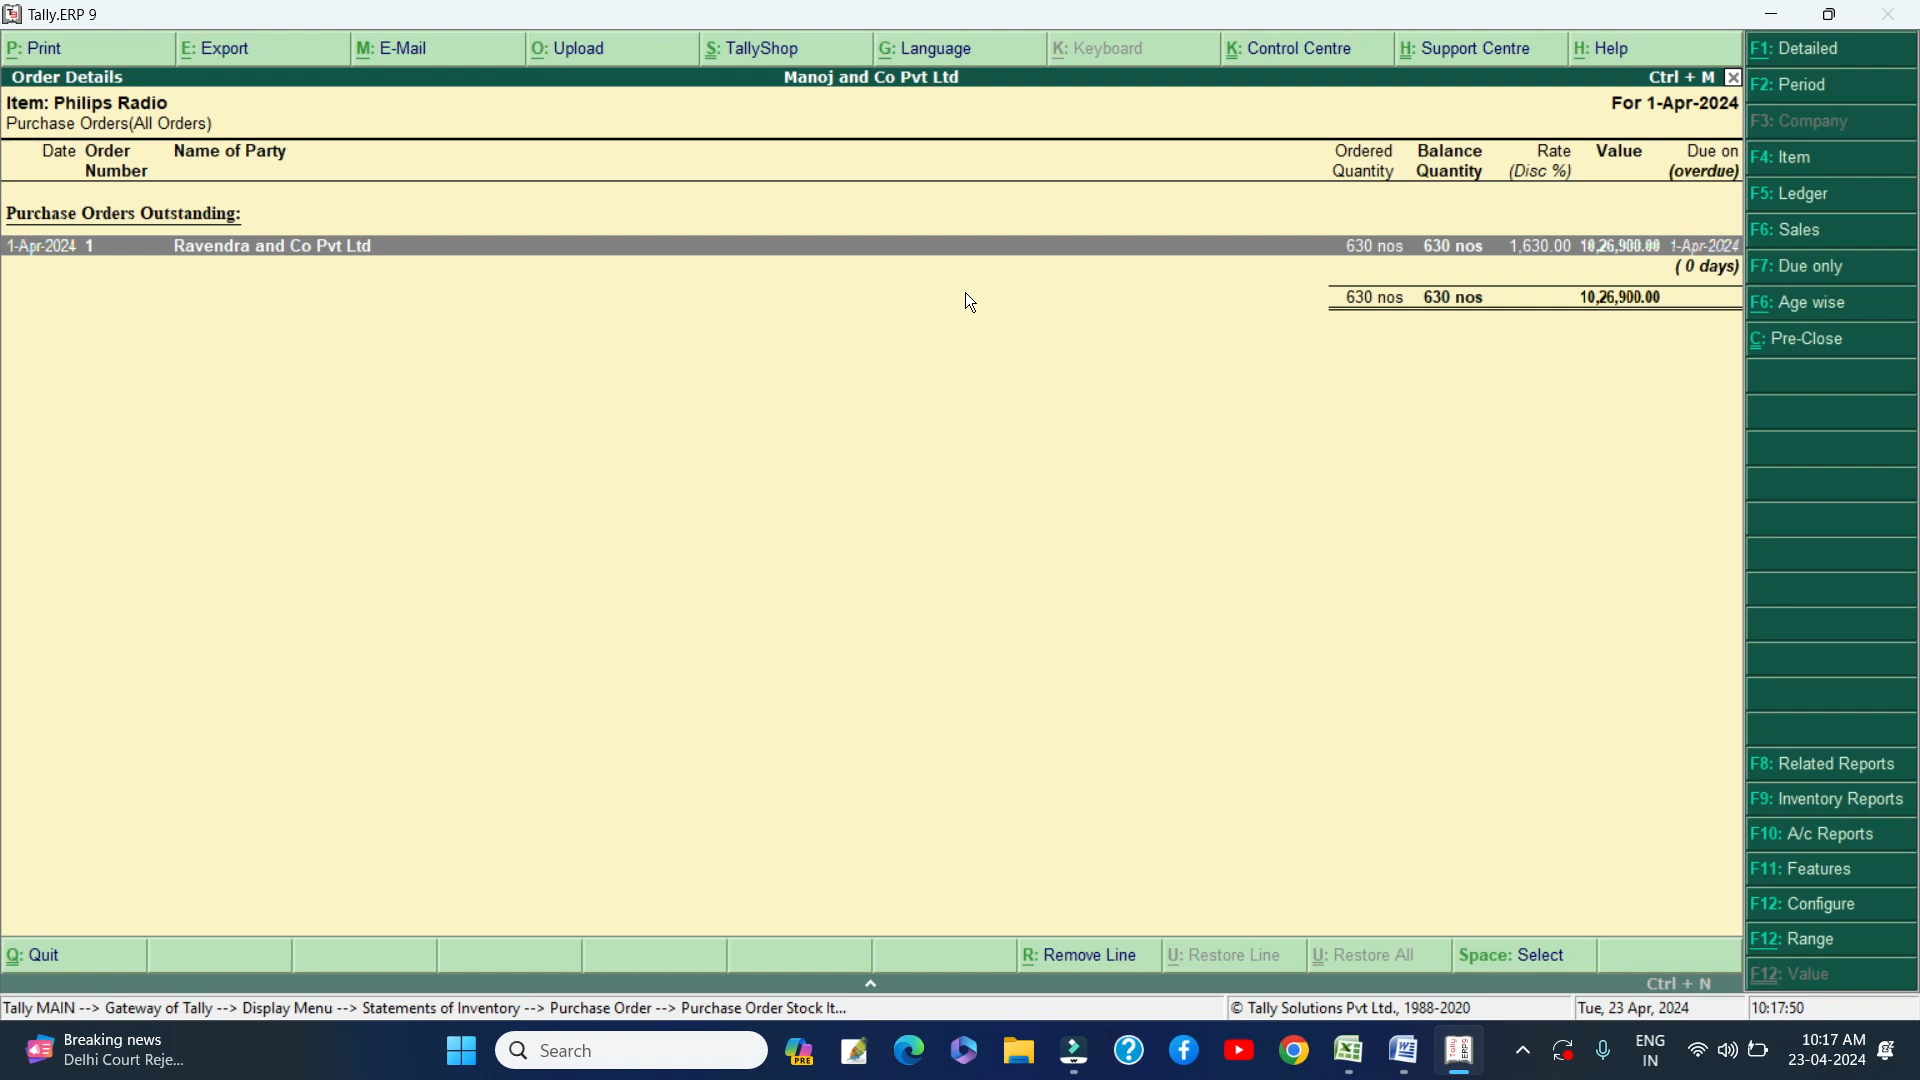 Tally.ERP 9
P: Print E: Export M: E-Mail O: Upload S: TallyShop G: Language K: Keyboard K: Control Centre H: Support Centre H: Help
Order Details Manoj and Co Pvt Ltd Ctrl + M
Item: Philips Radio For 1-Apr-2024
Purchase Orders(All Orders)
Date Order Name of Party Ordered Balance Rate Value Due on
Number Quantity Quantity (Disc %) (overdue)
Purchase Orders Outstanding:
1-Apr-2024 1 Ravendra and Co Pvt Ltd 630 nos 630 nos 1,630.00 10,26,900.00 1-Apr-2024
( 0 days)
630 nos 630 nos 10,26,900.00
F1: Detailed
F2: Period
F3: Company
F4: Item
F5: Ledger
F6: Sales
F7: Due only
F6: Age wise
C: Pre-Close
F8: Related Reports
F9: Inventory Reports
F10: A/c Reports
F11: Features
F12: Configure
F12: Range
F12: Value
Q: Quit R: Remove Line U: Restore Line U: Restore All Space: Select
Ctrl + N
Tally MAIN --> Gateway of Tally --> Display Menu --> Statements of Inventory --> Purchase Order --> Purchase Order Stock It... © Tally Solutions Pvt Ltd., 1988-2020 Tue, 23 Apr, 2024 10:17:50
Breaking news
Delhi Court Reje...
Search
PRE
ENG
IN
10:17 AM
23-04-2024